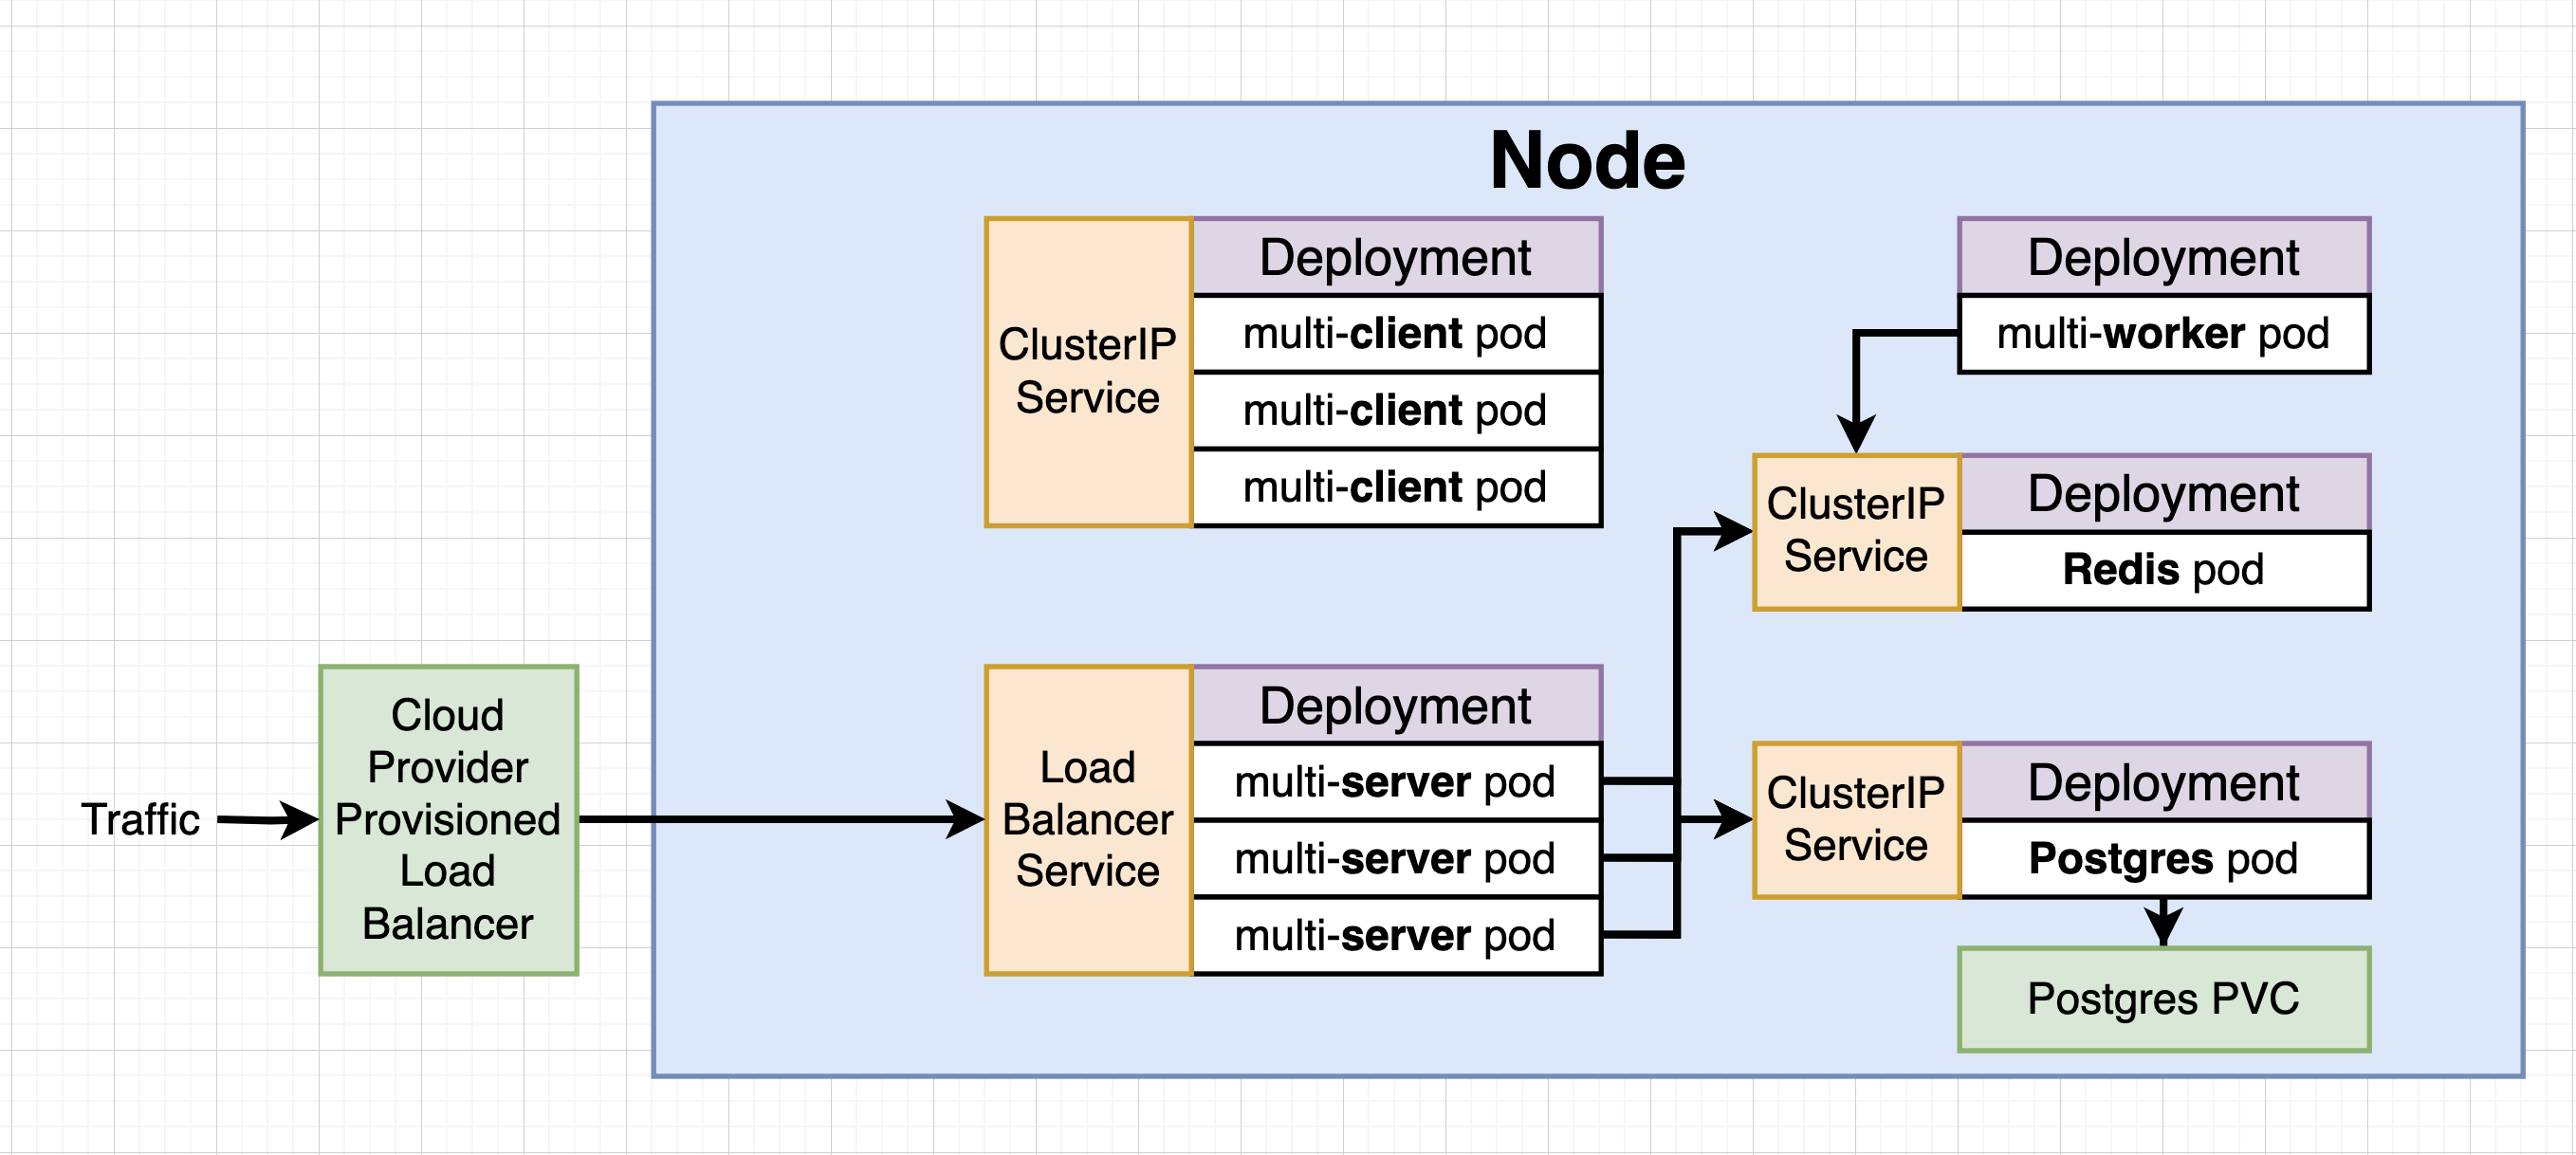 Node
ClusterIP
Service
Deployment
multi-client pod
multi-client pod
multi-client pod
Deployment
multi-worker pod
ClusterIP
Service
Deployment
Redis pod
Traffic
Cloud
Provider
Provisioned
Load
Balancer
Load
Balancer
Service
Deployment
multi-server pod
multi-server pod
multi-server pod
ClusterIP
Service
Deployment
Postgres pod
Postgres PVC